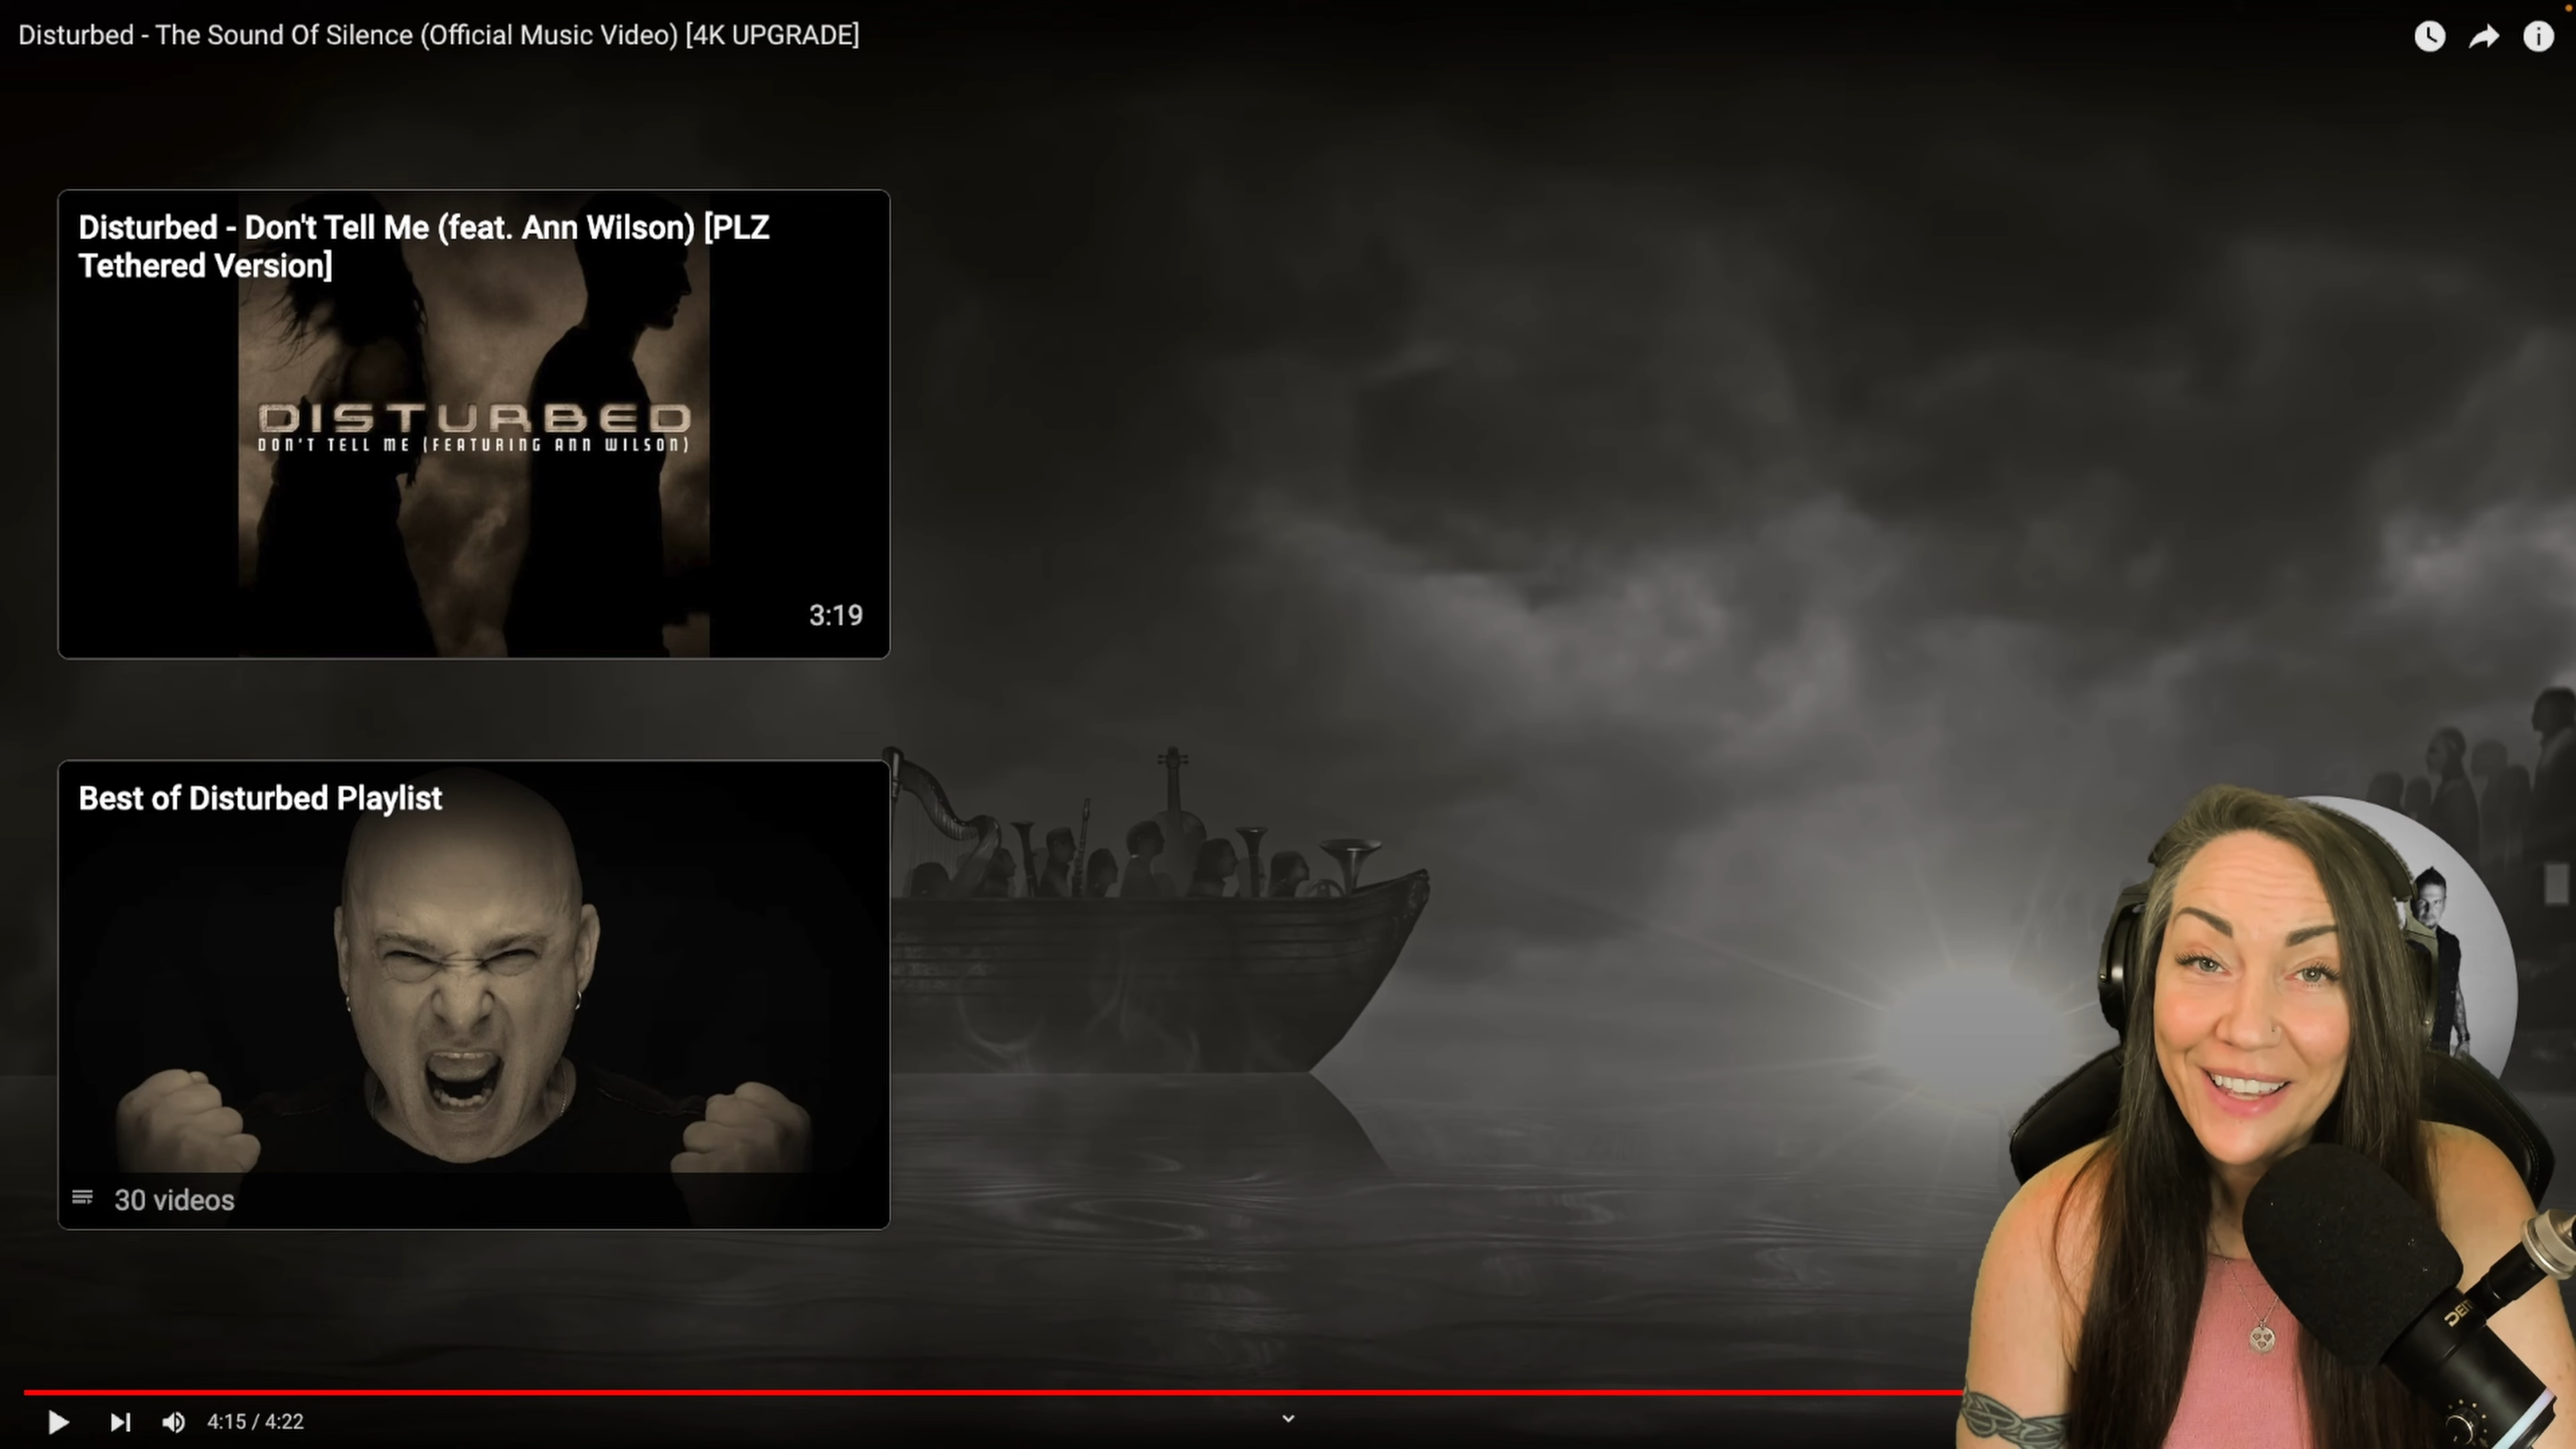 Disturbed - The Sound Of Silence (Official Music Video) [4K UPGRADE]
Disturbed - Don't Tell Me (feat. Ann Wilson) [PLZ
Tethered Version]
DISTURBED
DON'T TELL ME (FEATURING ANN WILSON)
3:19
Best of Disturbed Playlist
30 videos
4:15 / 4:22